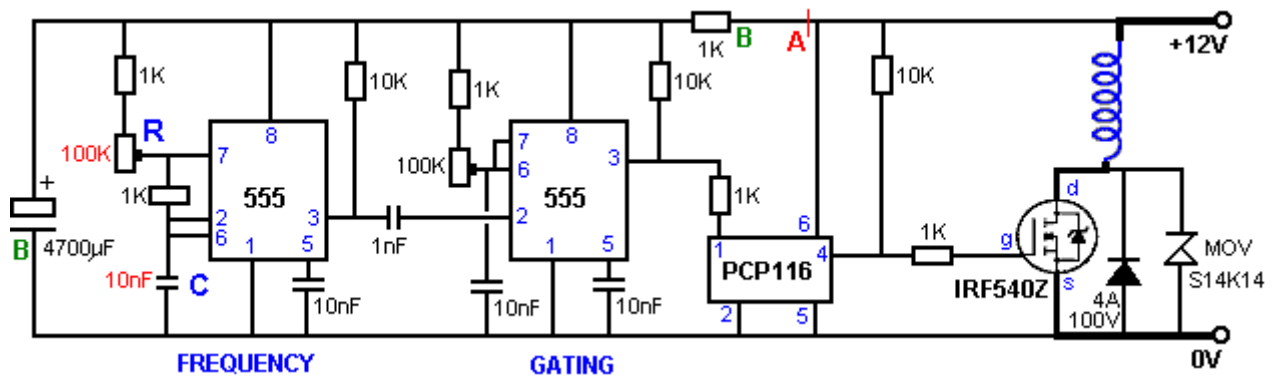 1K
B
A
+12V
1K
10K
1K
10K
10K
R
100K
7
8
555
1K
2
6
3
1
5
+
B
4700µF
10nF
C
10nF
1nF
100K
7
6
8
3
555
2
1
5
10nF
10nF
1K
1
6
4
PCP116
2
5
1K
g
d
s
IRF540Z
4A
100V
MOV
S14K14
FREQUENCY
GATING
0V